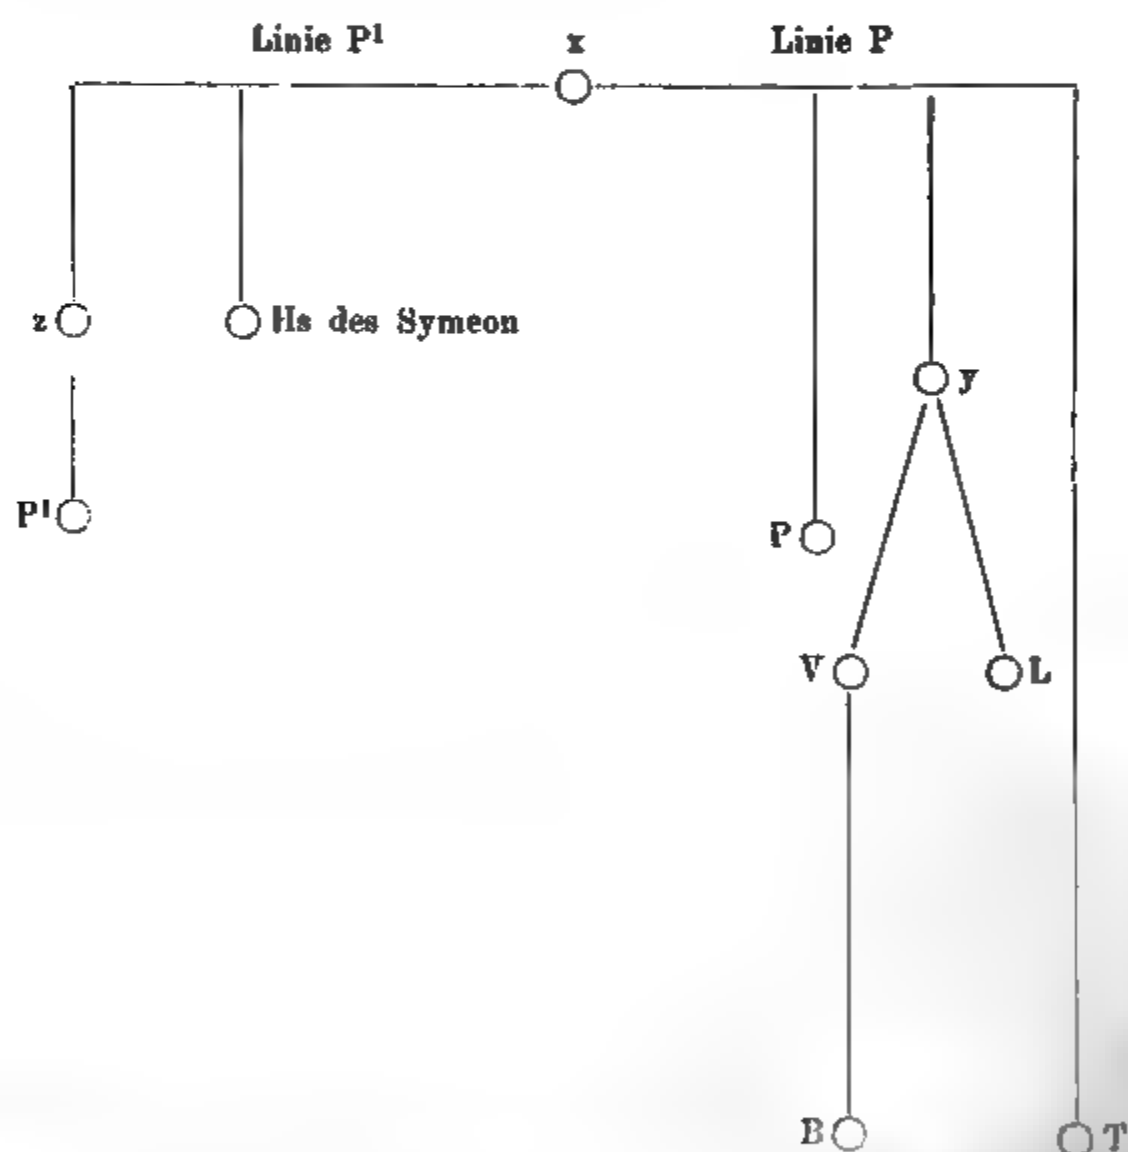 Linie P¹ x Linie P
z Hs des Symeon
y
P¹
P
V L
B T